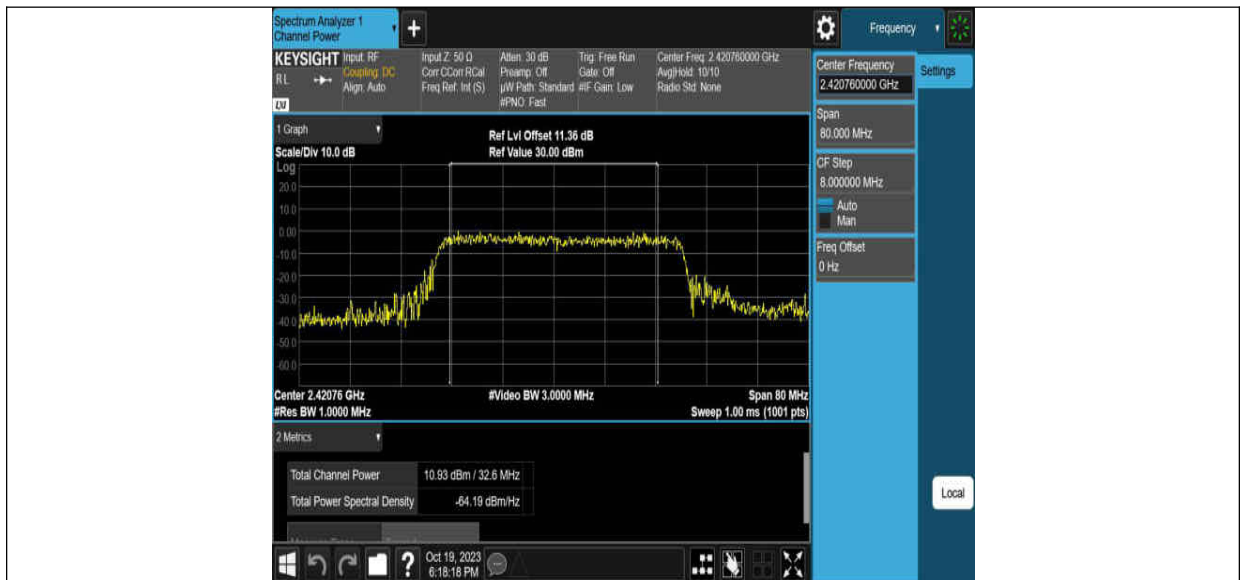 Spectrum Analyzer 1
Channel Power
+
Frequency
KEYSIGHT
RL
LXI
Input: RF
Coupling: DC
Align: Auto
Input Z: 50 Ω
Corr CCorr RCal
Freq Ref: Int (S)
Atten: 30 dB
Preamp: Off
µW Path: Standard
#PNO: Fast
Trig: Free Run
Gate: Off
#IF Gain: Low
Center Freq: 2.420760000 GHz
Avg|Hold: 10/10
Radio Std: None
Center Frequency
2.420760000 GHz
Settings
Span
80.000 MHz
CF Step
8.000000 MHz
Auto
Man
Freq Offset
0 Hz
1 Graph
Scale/Div 10.0 dB
Ref Lvl Offset 11.36 dB
Ref Value 30.00 dBm
Log
20.0
10.0
0.00
-10.0
-20.0
-30.0
-40.0
-50.0
-60.0
Center 2.42076 GHz
#Video BW 3.0000 MHz
Span 80 MHz
#Res BW 1.0000 MHz
Sweep 1.00 ms (1001 pts)
2 Metrics
Total Channel Power 10.93 dBm / 32.6 MHz
Total Power Spectral Density -64.19 dBm/Hz
Local
?
Oct 19, 2023
6:18:18 PM